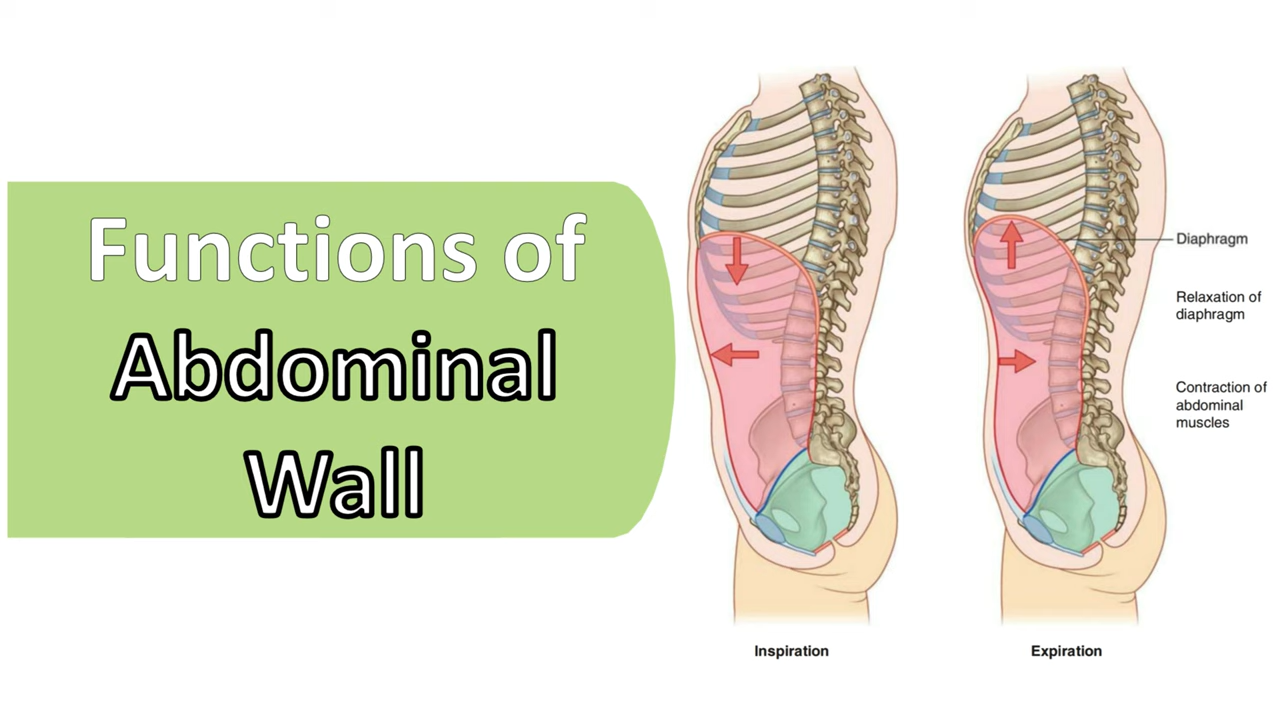 Functions of
Abdominal
Wall
Diaphragm
Relaxation of
diaphragm
Contraction of
abdominal
muscles
Inspiration
Expiration